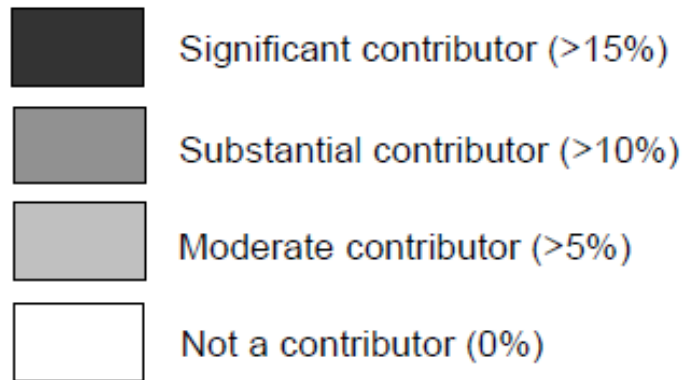 Significant contributor (>15%)
Substantial contributor (>10%)
Moderate contributor (>5%)
Not a contributor (0%)